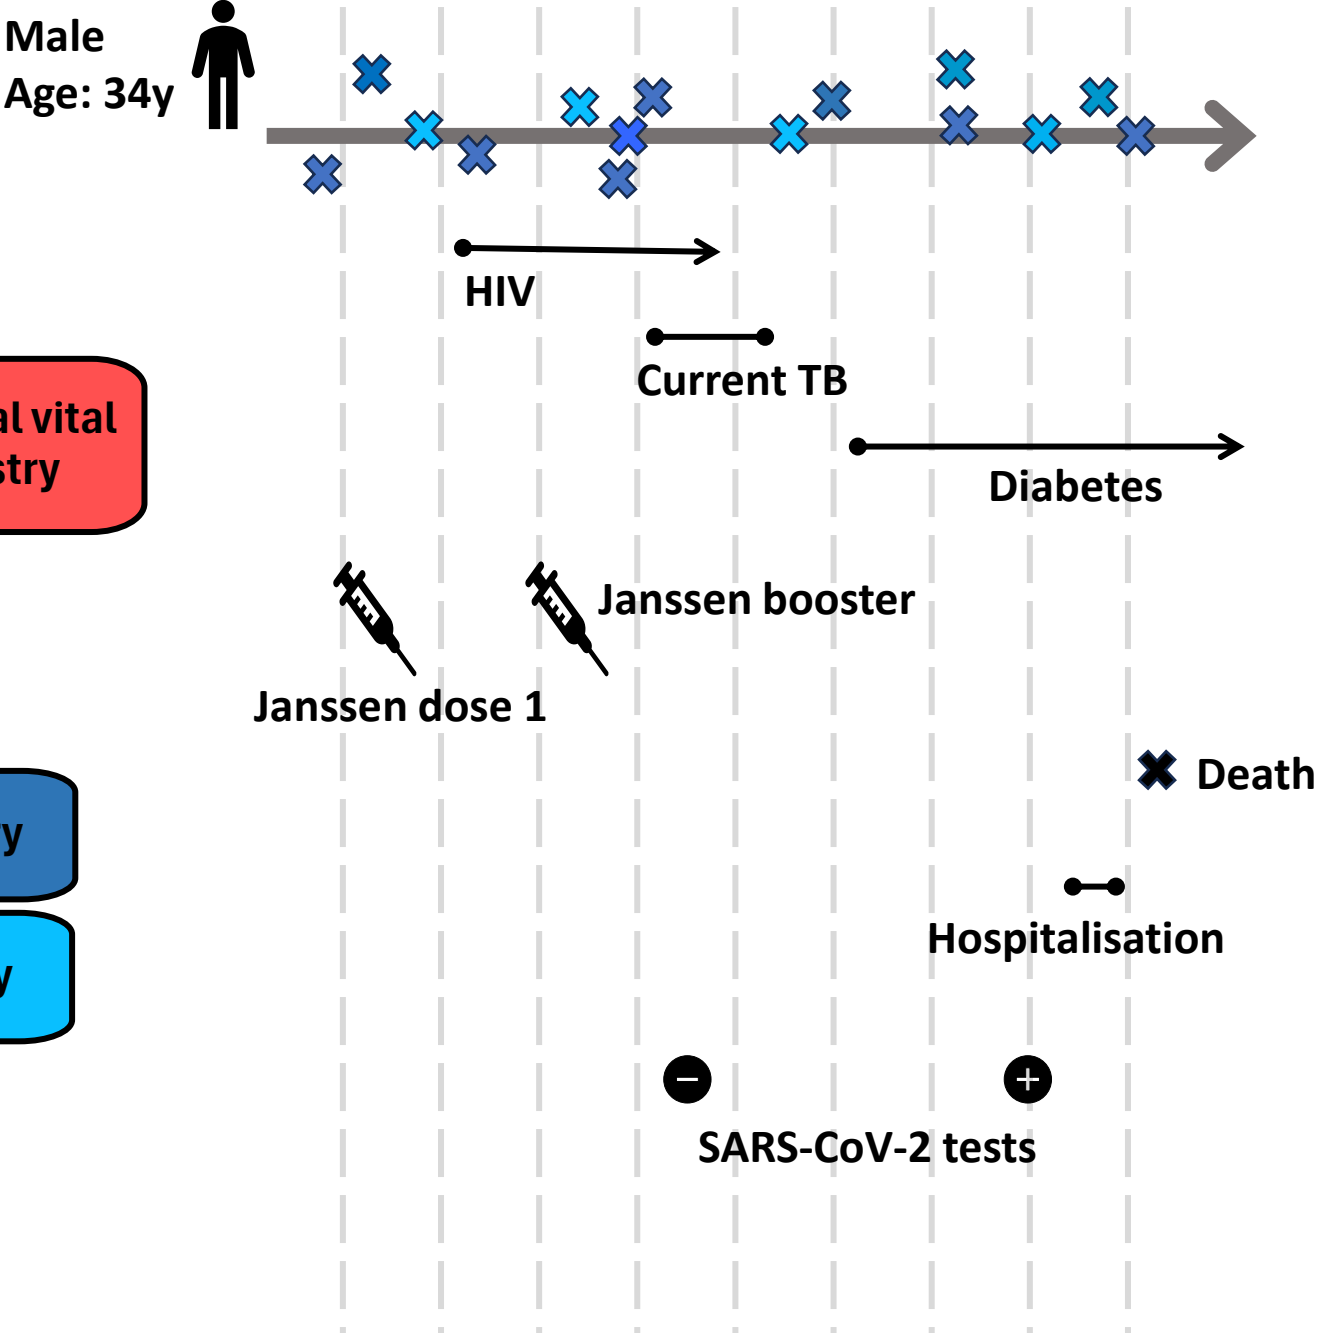 Male
Age: 34y
HIV
Current TB
al vital
stry
Diabetes
Janssen booster
Janssen dose 1
Death
ry
Hospitalisation
y
− +
SARS-CoV-2 tests